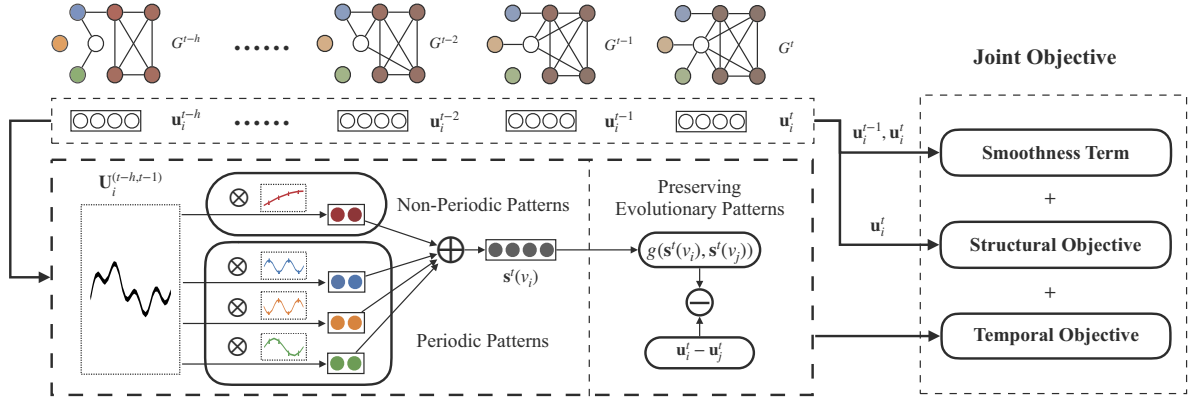 G^{t-h} ...... G^{t-2} G^{t-1} G^t
Joint Objective
u_i^{t-h} ...... u_i^{t-2} u_i^{t-1} u_i^t
u_i^{t-1}, u_i^t
Smoothness Term
+
u_i^t
Structural Objective
+
Temporal Objective
U_i^{(t-h,t-1)}
⊗
Non-Periodic Patterns
⊕
s^t(v_i)
⊗
⊗
⊗
Periodic Patterns
Preserving
Evolutionary Patterns
g(s^t(v_i), s^t(v_j))
⊖
u_i^t − u_j^t